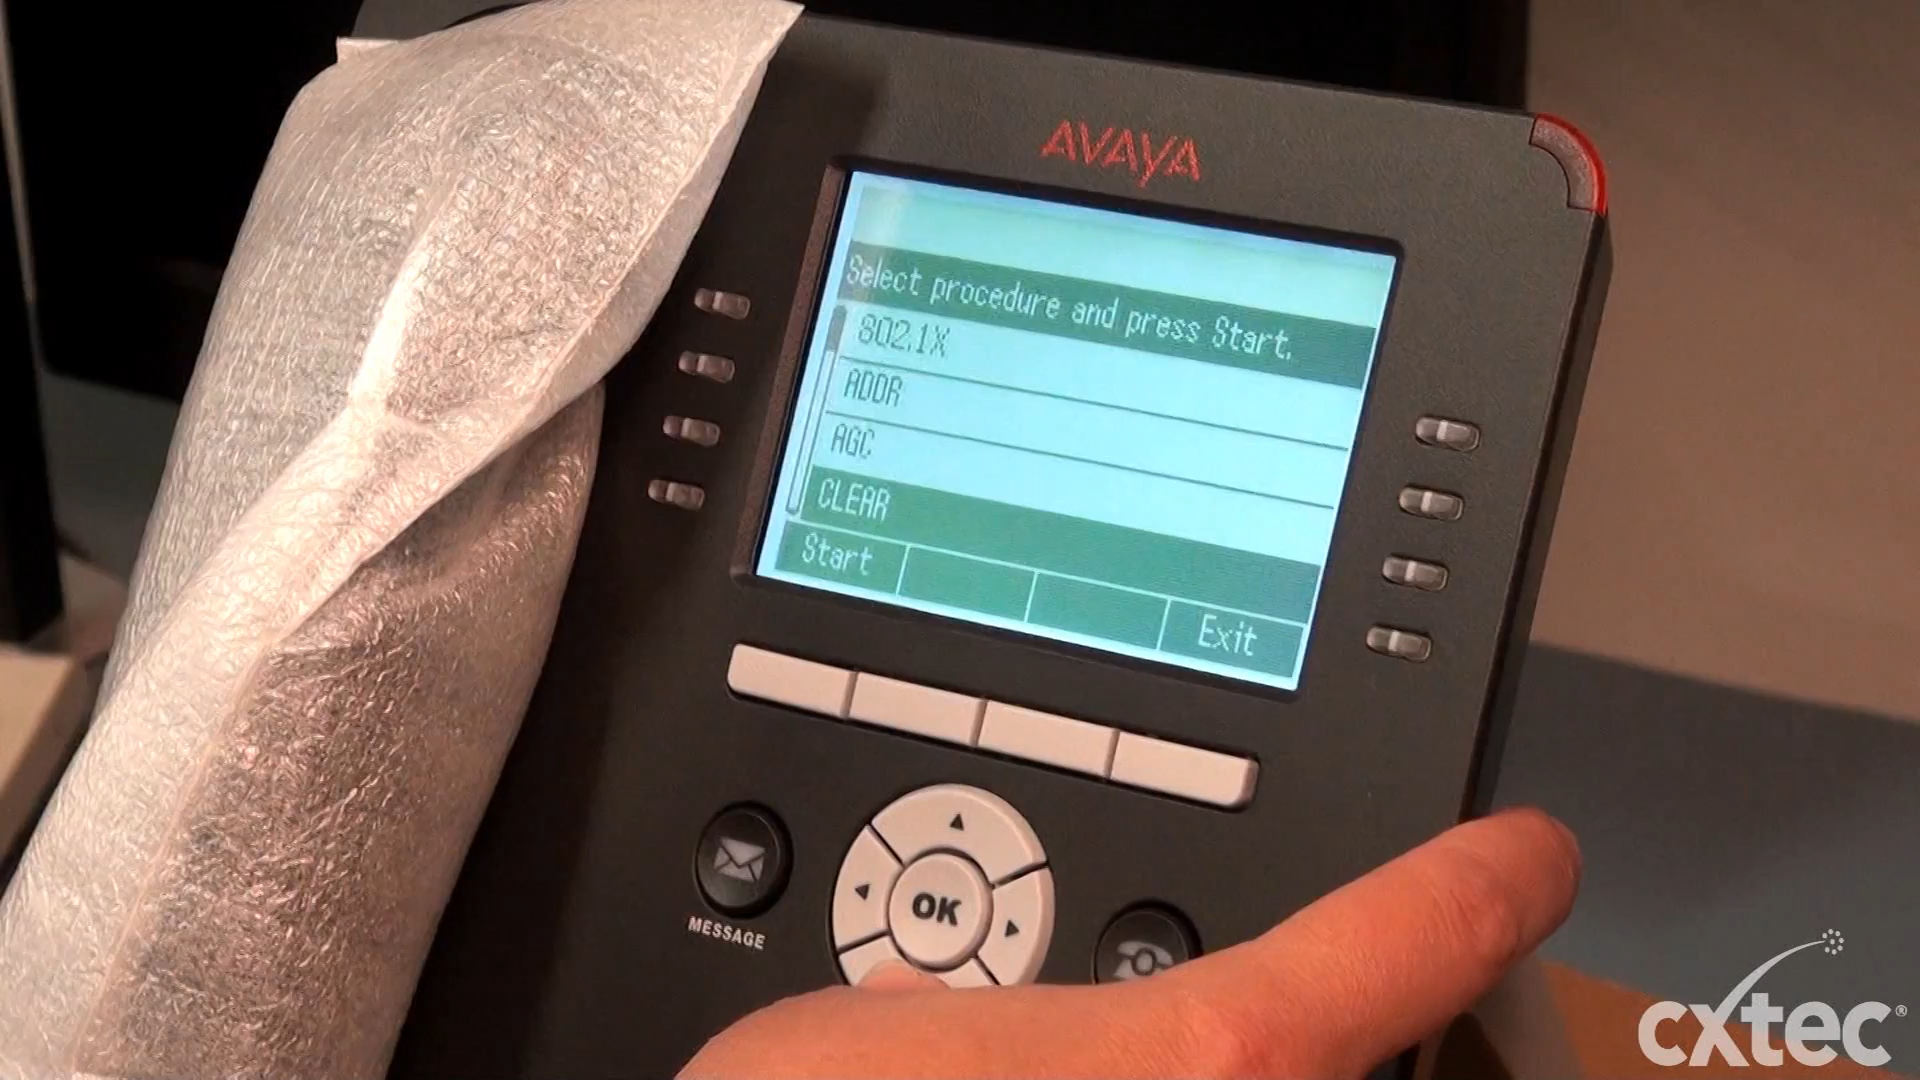 AVAYA
Select procedure and press Start.
802.1X
ADDR
AGC
CLEAR
Start Exit
OK
MESSAGE
cxtec®